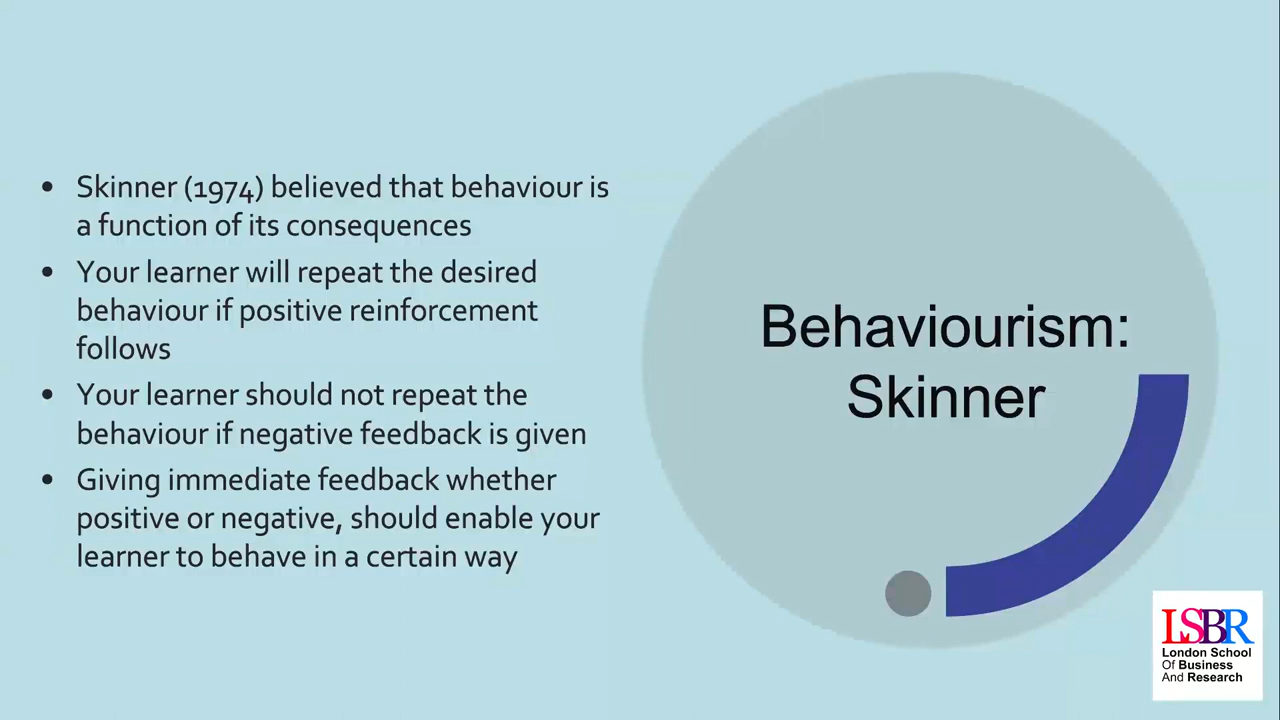 • Skinner (1974) believed that behaviour is
a function of its consequences
• Your learner will repeat the desired
behaviour if positive reinforcement
follows
• Your learner should not repeat the
behaviour if negative feedback is given
• Giving immediate feedback whether
positive or negative, should enable your
learner to behave in a certain way
Behaviourism:
Skinner
LSBR
London School
Of Business
And Research